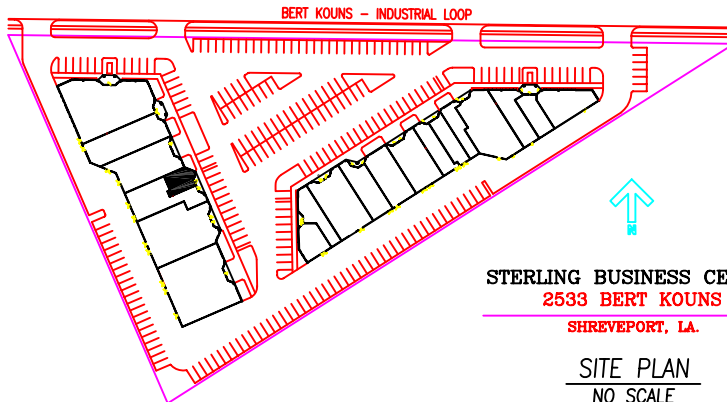 BERT KOUNS - INDUSTRIAL LOOP
N
STERLING BUSINESS CE
2533 BERT KOUNS
SHREVEPORT, LA.
SITE PLAN
NO SCALE